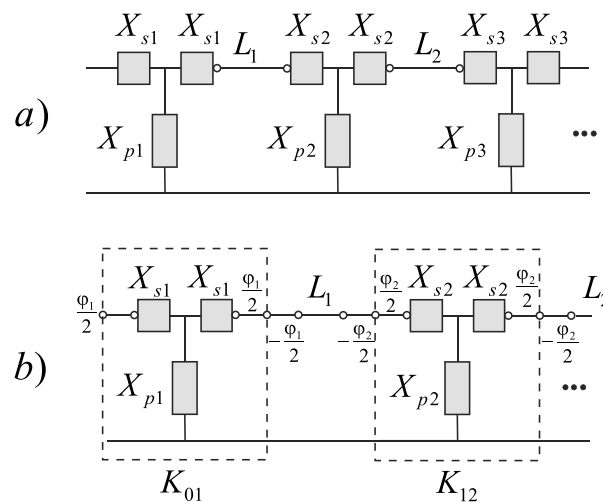 X_{s1} X_{s1} L_1 X_{s2} X_{s2} L_2 X_{s3} X_{s3}
a)
X_{p1} X_{p2} X_{p3} ...
X_{s1} X_{s1} L_1 X_{s2} X_{s2} L_2
φ_1/2 φ_1/2 -φ_1/2 -φ_2/2 φ_2/2 φ_2/2 -φ_2/2
b)
X_{p1} X_{p2} ...
K_{01} K_{12}